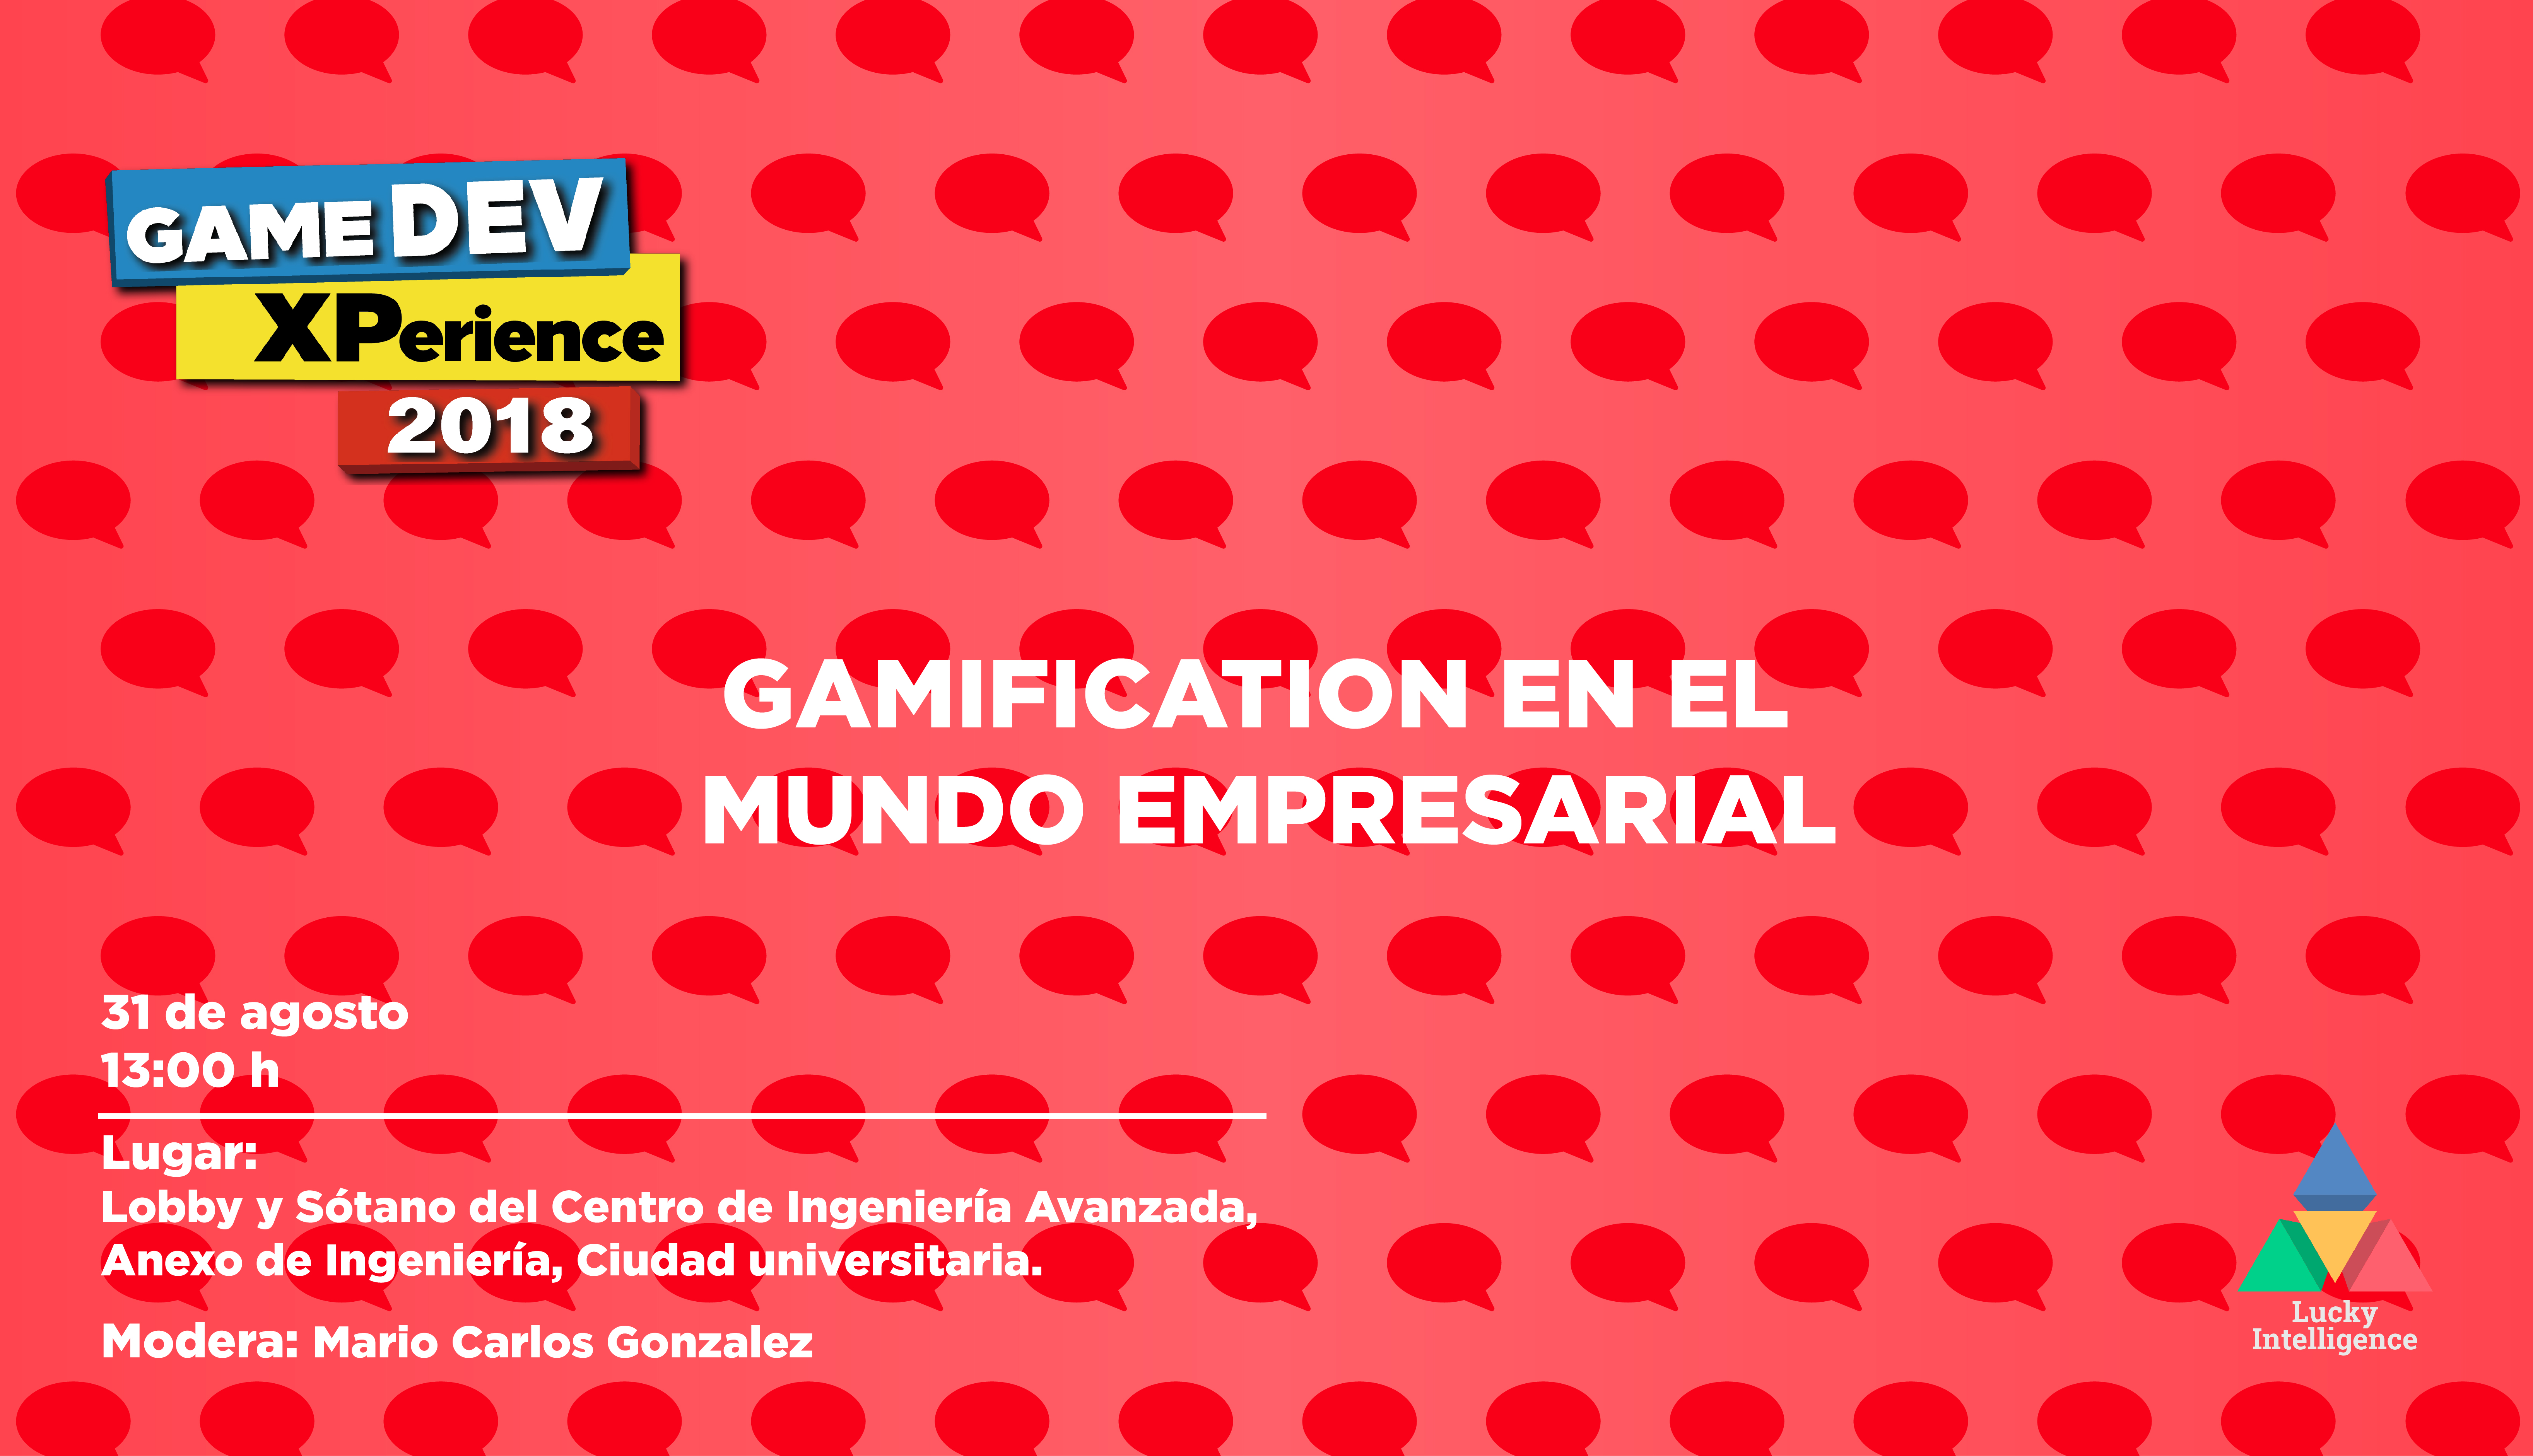 GAME DEV
XPerience
2018
GAMIFICATION EN EL
MUNDO EMPRESARIAL
31 de agosto
13:00 h
Lugar:
Lobby y Sótano del Centro de Ingeniería Avanzada,
Anexo de Ingeniería, Ciudad universitaria.
Modera: Mario Carlos Gonzalez
Lucky
Intelligence